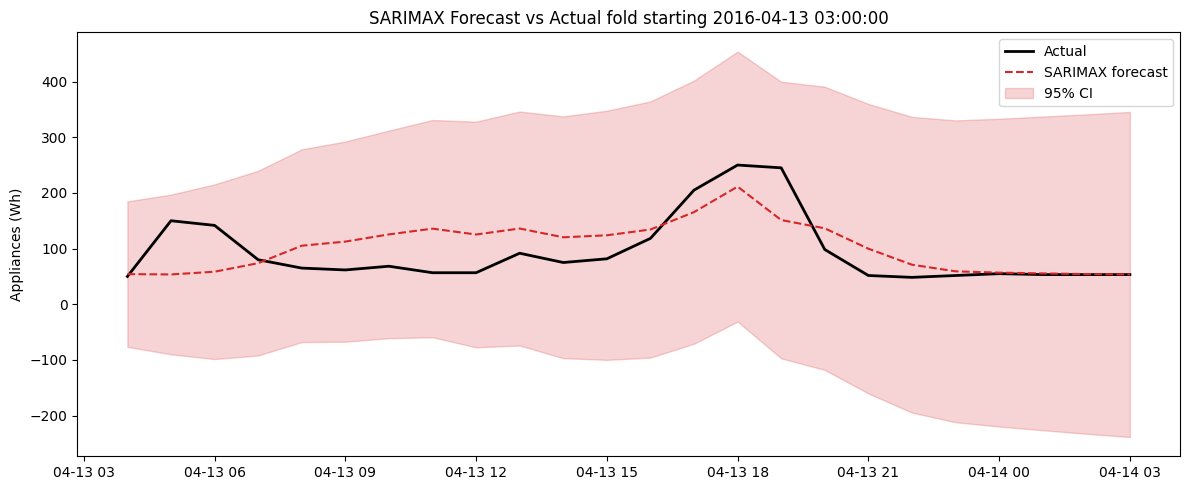 SARIMAX Forecast vs Actual fold starting 2016-04-13 03:00:00
Actual
SARIMAX forecast
95% CI
Appliances (Wh)
400
300
200
100
0
−100
−200
04-13 03 04-13 06 04-13 09 04-13 12 04-13 15 04-13 18 04-13 21 04-14 00 04-14 03